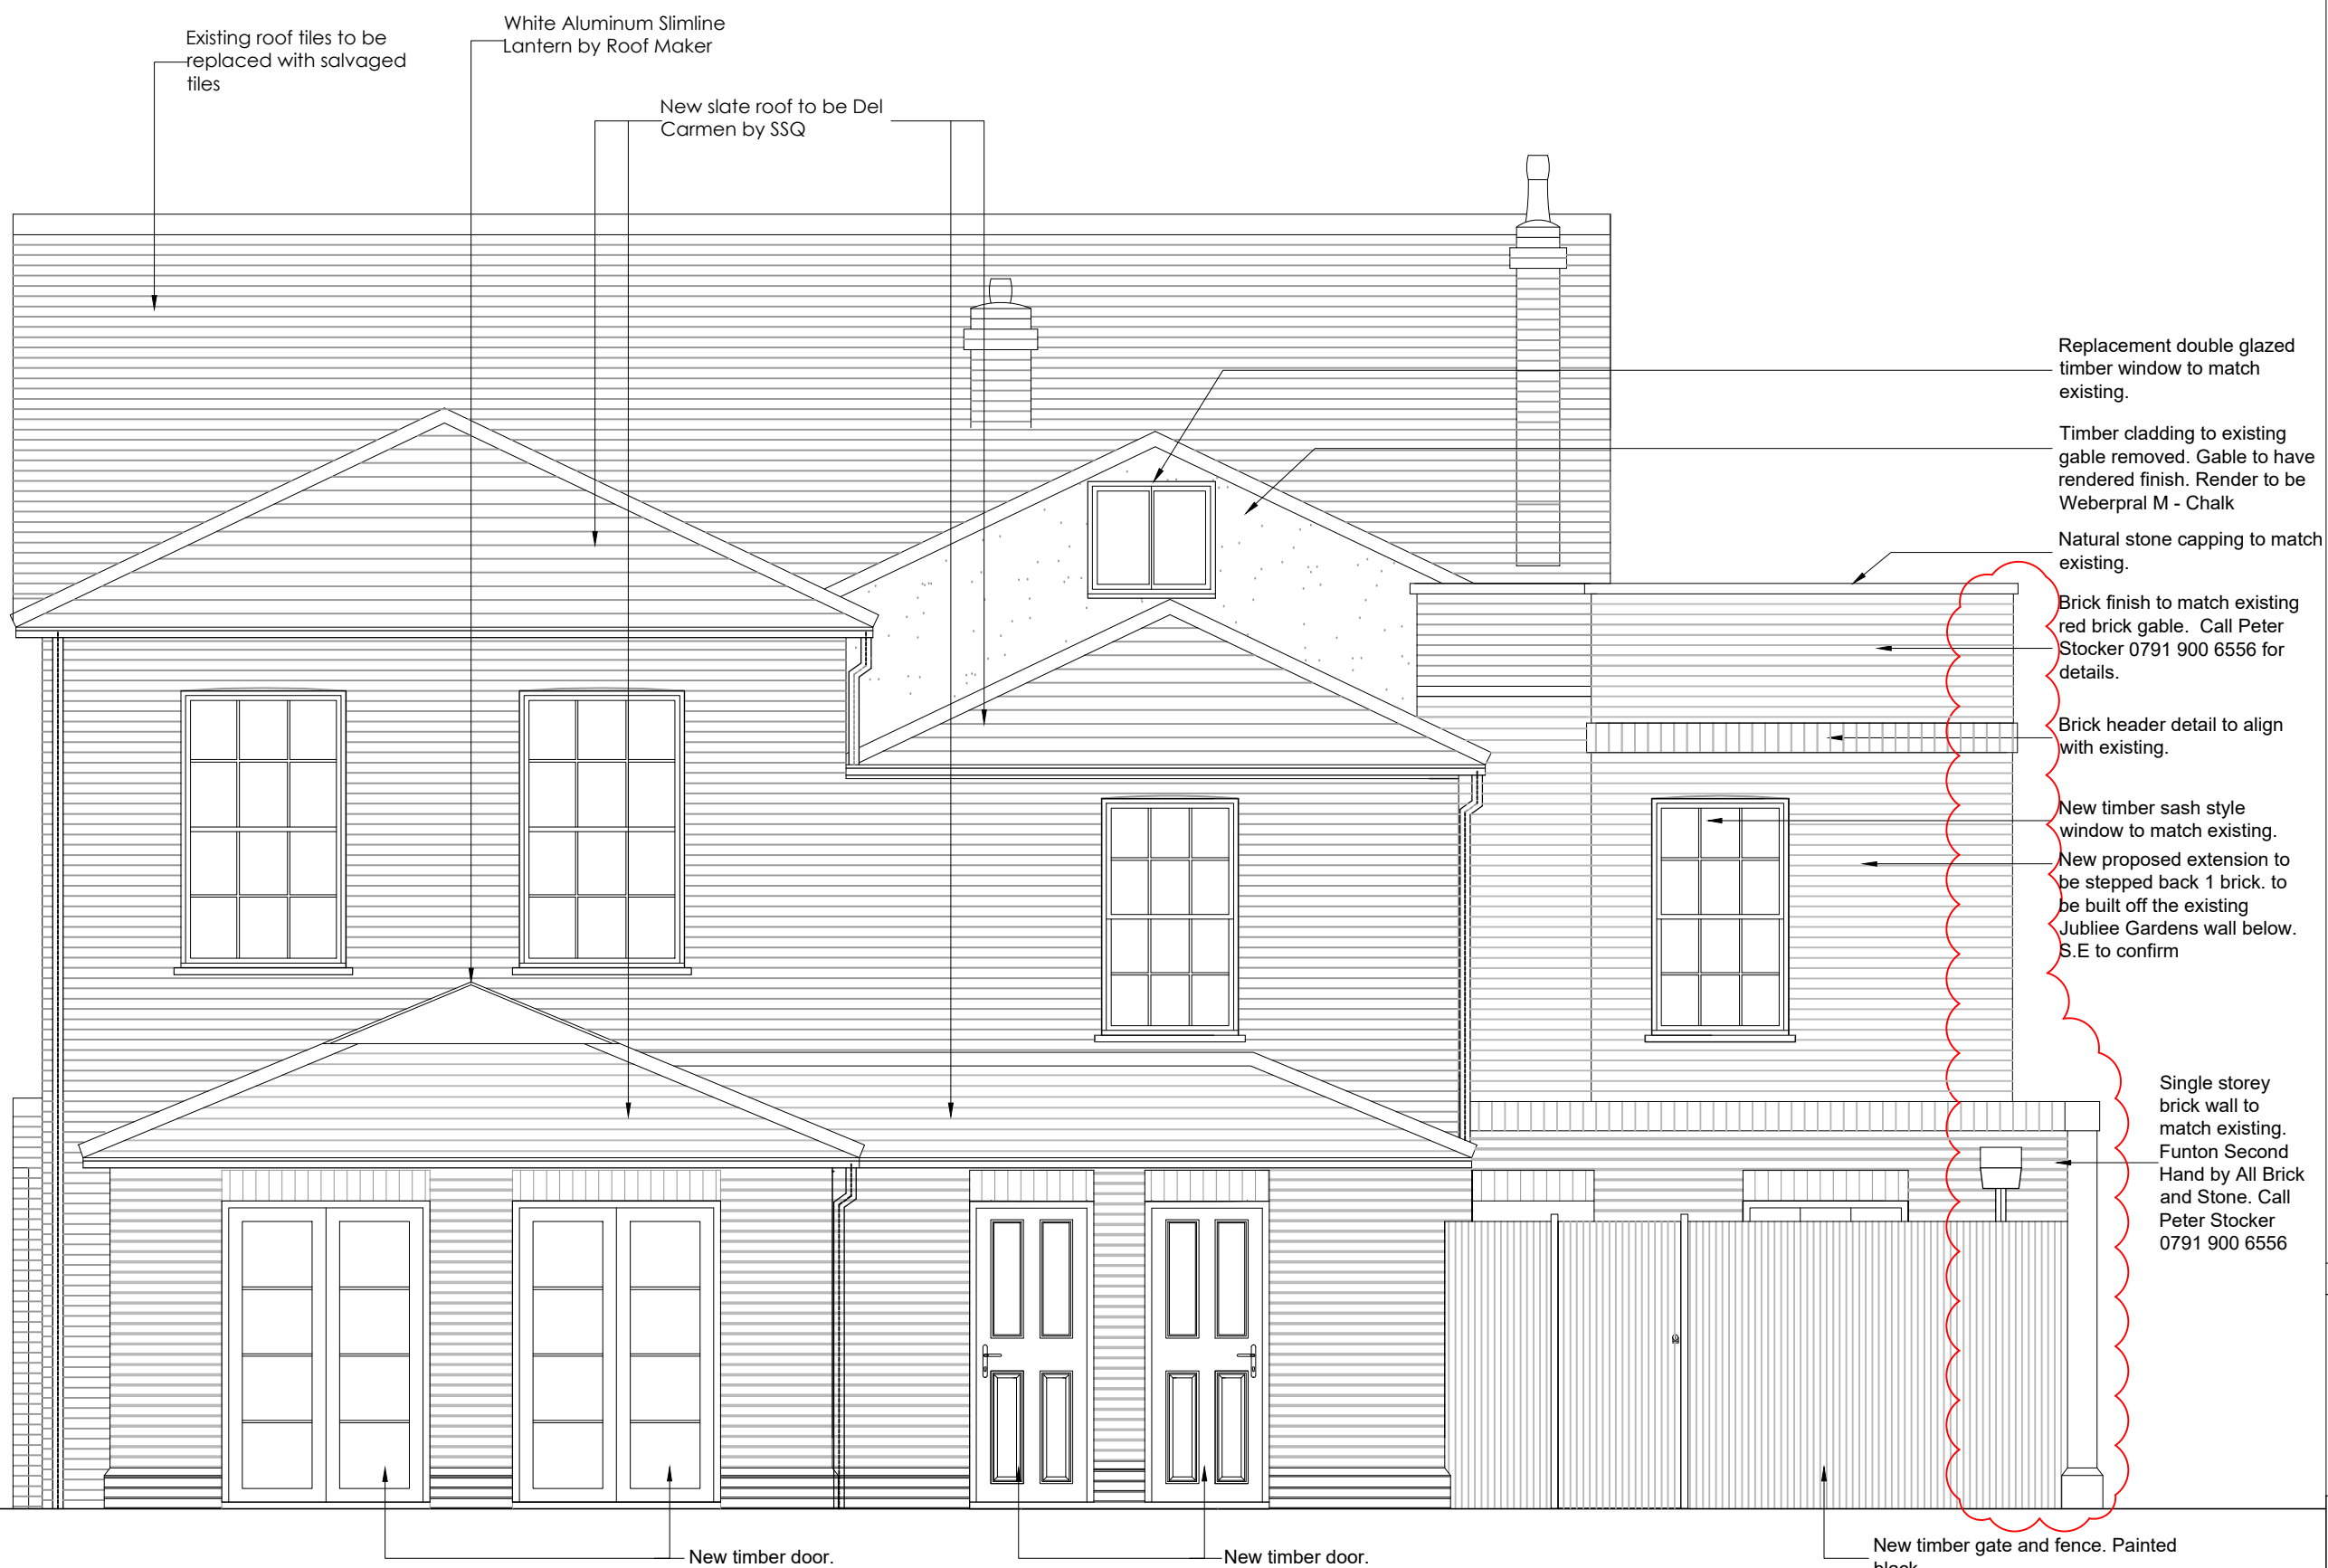 White Aluminum Slimline
Lantern by Roof Maker
Existing roof tiles to be
replaced with salvaged
tiles
New slate roof to be Del
Carmen by SSQ
Replacement double glazed
timber window to match
existing.
Timber cladding to existing
gable removed. Gable to have
rendered finish. Render to be
Weberpral M - Chalk
Natural stone capping to match
existing.
Brick finish to match existing
red brick gable. Call Peter
Stocker 0791 900 6556 for
details.
Brick header detail to align
with existing.
New timber sash style
window to match existing.
New proposed extension to
be stepped back 1 brick. to
be built off the existing
Jubliee Gardens wall below.
S.E to confirm
Single storey
brick wall to
match existing.
Funton Second
Hand by All Brick
and Stone. Call
Peter Stocker
0791 900 6556
New timber door.
New timber door.
New timber gate and fence. Painted